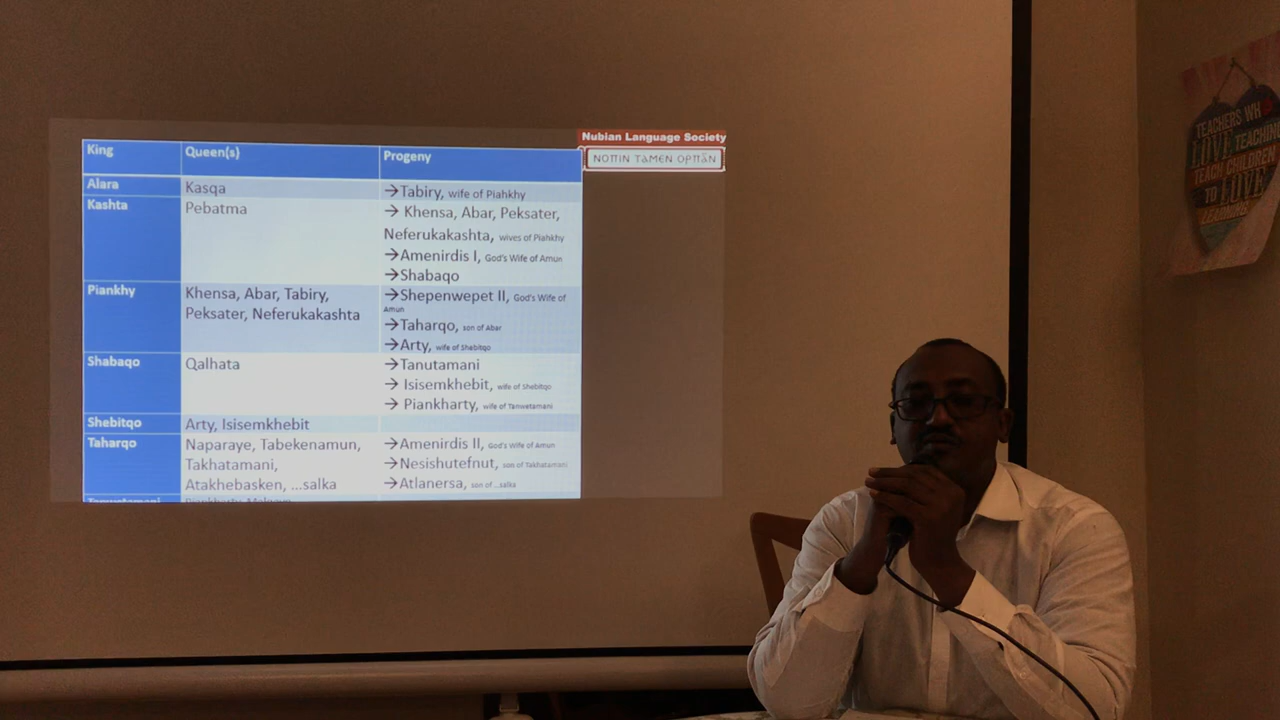 Nubian Language Society
ⲚⲞⲠⲠⲒⲚ ⲦⲀⲘⲈⲚ ⲞⲢⲠⲠⲀ̄Ⲛ
King Queen(s) Progeny
Alara Kasqa →Tabiry, wife of Piahkhy
Kashta Pebatma → Khensa, Abar, Peksater,
Neferukakashta, wives of Piahkhy
→Amenirdis I, God's Wife of Amun
→Shabaqo
Piankhy Khensa, Abar, Tabiry, →Shepenwepet II, God's Wife of
Amun
Peksater, Neferukakashta →Taharqo, son of Abar
→Arty, wife of Shebitqo
Shabaqo Qalhata →Tanutamani
→ Isisemkhebit, wife of Shebitqo
→ Piankharty, wife of Tanwetamani
Shebitqo Arty, Isisemkhebit
Taharqo Naparaye, Tabekenamun, →Amenirdis II, God's Wife of Amun
Takhatamani, →Nesishutefnut, son of Takhatamani
Atakhebasken, ...salka →Atlanersa, son of ...salka
TEACHERS WH
LOVE TEACHING
TEACH CHILDREN
TO LOVE
LEARNING